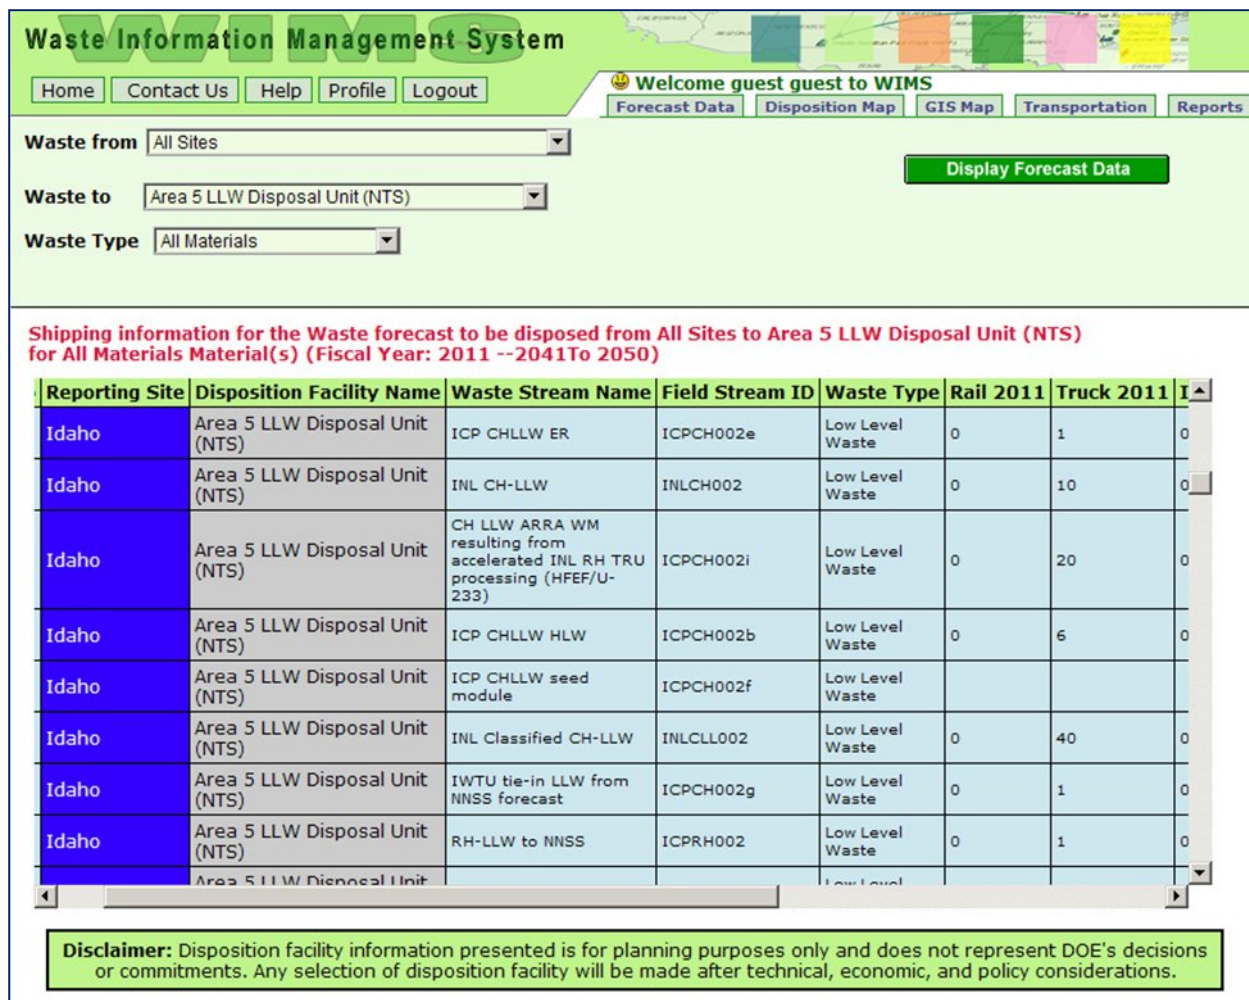 Waste Information Management System
Home Contact Us Help Profile Logout
Welcome guest guest to WIMS
Forecast Data Disposition Map GIS Map Transportation Reports
Waste from All Sites
Display Forecast Data
Waste to Area 5 LLW Disposal Unit (NTS)
Waste Type All Materials
Shipping information for the Waste forecast to be disposed from All Sites to Area 5 LLW Disposal Unit (NTS)
for All Materials Material(s) (Fiscal Year: 2011 --2041To 2050)
Reporting Site Disposition Facility Name Waste Stream Name Field Stream ID Waste Type Rail 2011 Truck 2011
Idaho
Area 5 LLW Disposal Unit
(NTS)
ICP CHLLW ER
ICPCH002e
Low Level
Waste
0
1
0
Idaho
Area 5 LLW Disposal Unit
(NTS)
INL CH-LLW
INLCH002
Low Level
Waste
0
10
0
Idaho
Area 5 LLW Disposal Unit
(NTS)
CH LLW ARRA WM
resulting from
accelerated INL RH TRU
processing (HFEF/U-
233)
ICPCH002i
Low Level
Waste
0
20
0
Idaho
Area 5 LLW Disposal Unit
(NTS)
ICP CHLLW HLW
ICPCH002b
Low Level
Waste
0
6
0
Idaho
Area 5 LLW Disposal Unit
(NTS)
ICP CHLLW seed
module
ICPCH002f
Low Level
Waste
Idaho
Area 5 LLW Disposal Unit
(NTS)
INL Classified CH-LLW
INLCLL002
Low Level
Waste
0
40
0
Idaho
Area 5 LLW Disposal Unit
(NTS)
IWTU tie-in LLW from
NNSS forecast
ICPCH002g
Low Level
Waste
0
1
0
Idaho
Area 5 LLW Disposal Unit
(NTS)
RH-LLW to NNSS
ICPRH002
Low Level
Waste
0
1
0
Area 5 LLW Disposal Unit
Low Level
Disclaimer: Disposition facility information presented is for planning purposes only and does not represent DOE's decisions
or commitments. Any selection of disposition facility will be made after technical, economic, and policy considerations.